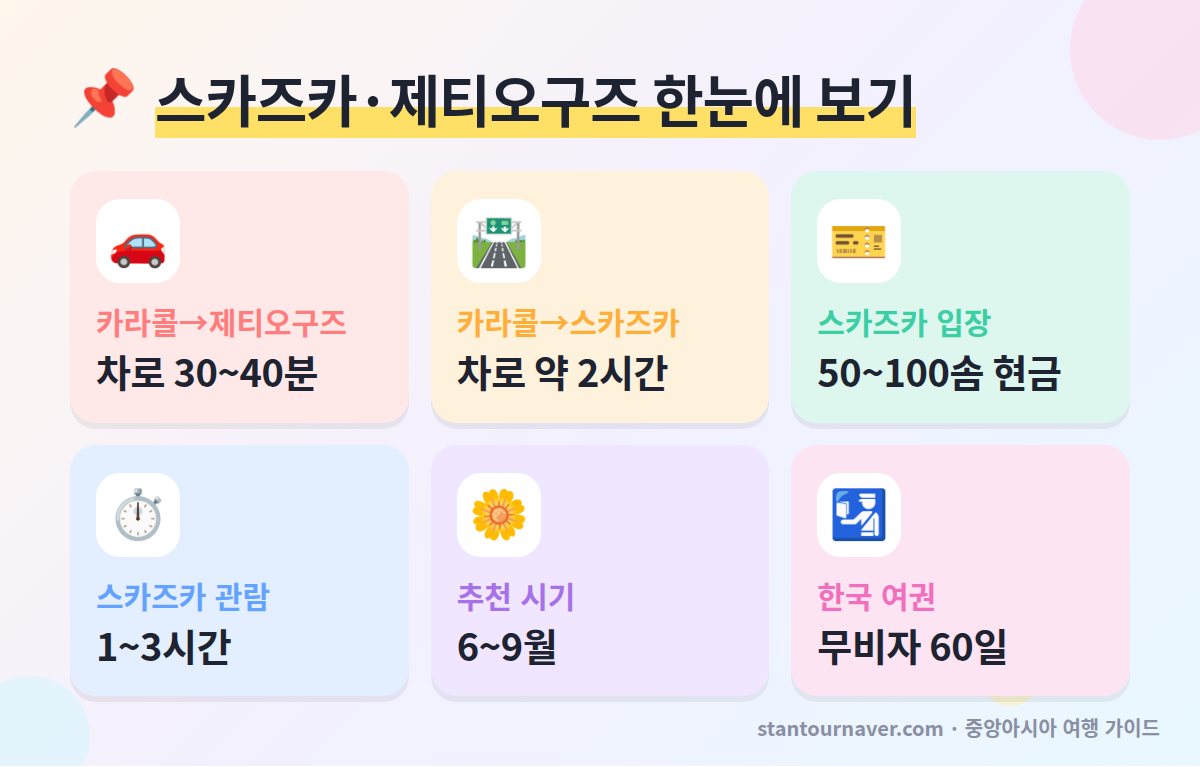 스카즈카·제티오구즈 한눈에 보기
카라콜→제티오구즈
차로 30~40분
카라콜→스카즈카
차로 약 2시간
스카즈카 입장
50~100솜 현금
스카즈카 관람
1~3시간
추천 시기
6~9월
한국 여권
무비자 60일
stantournaver.com · 중앙아시아 여행 가이드